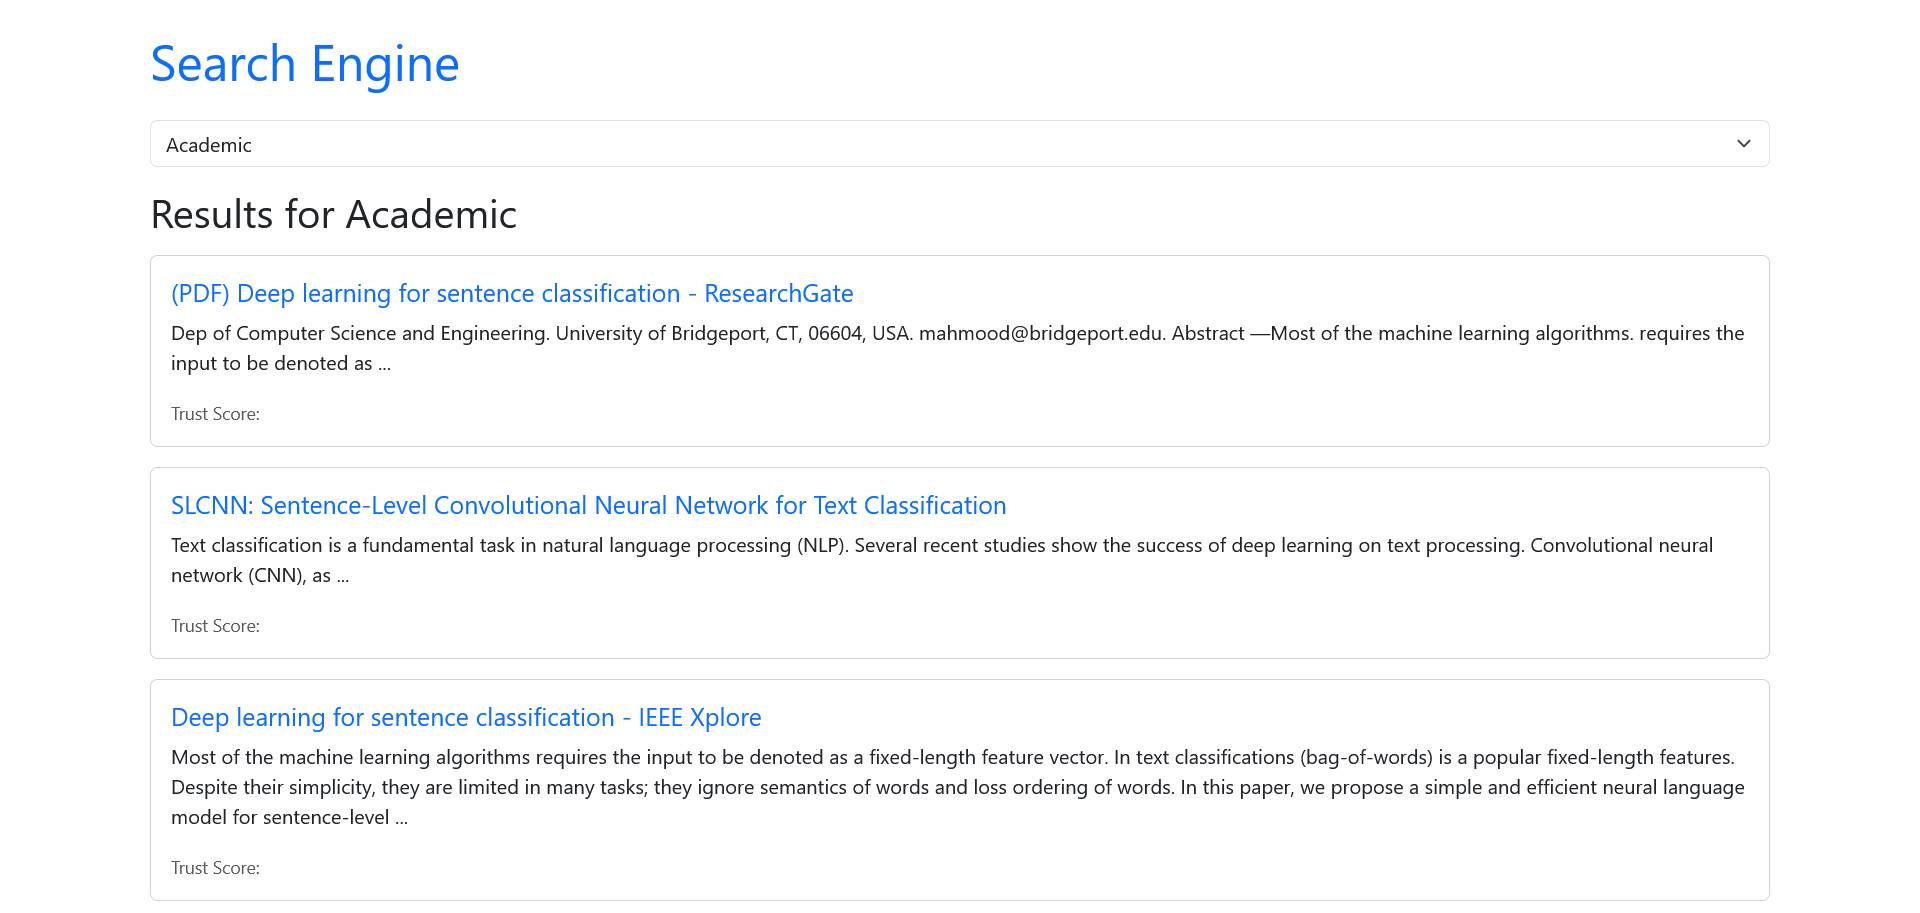 Search Engine
Academic
Results for Academic
(PDF) Deep learning for sentence classification - ResearchGate
Dep of Computer Science and Engineering. University of Bridgeport, CT, 06604, USA. mahmood@bridgeport.edu. Abstract —Most of the machine learning algorithms. requires the
input to be denoted as ...
Trust Score:
SLCNN: Sentence-Level Convolutional Neural Network for Text Classification
Text classification is a fundamental task in natural language processing (NLP). Several recent studies show the success of deep learning on text processing. Convolutional neural
network (CNN), as ...
Trust Score:
Deep learning for sentence classification - IEEE Xplore
Most of the machine learning algorithms requires the input to be denoted as a fixed-length feature vector. In text classifications (bag-of-words) is a popular fixed-length features.
Despite their simplicity, they are limited in many tasks; they ignore semantics of words and loss ordering of words. In this paper, we propose a simple and efficient neural language
model for sentence-level ...
Trust Score: